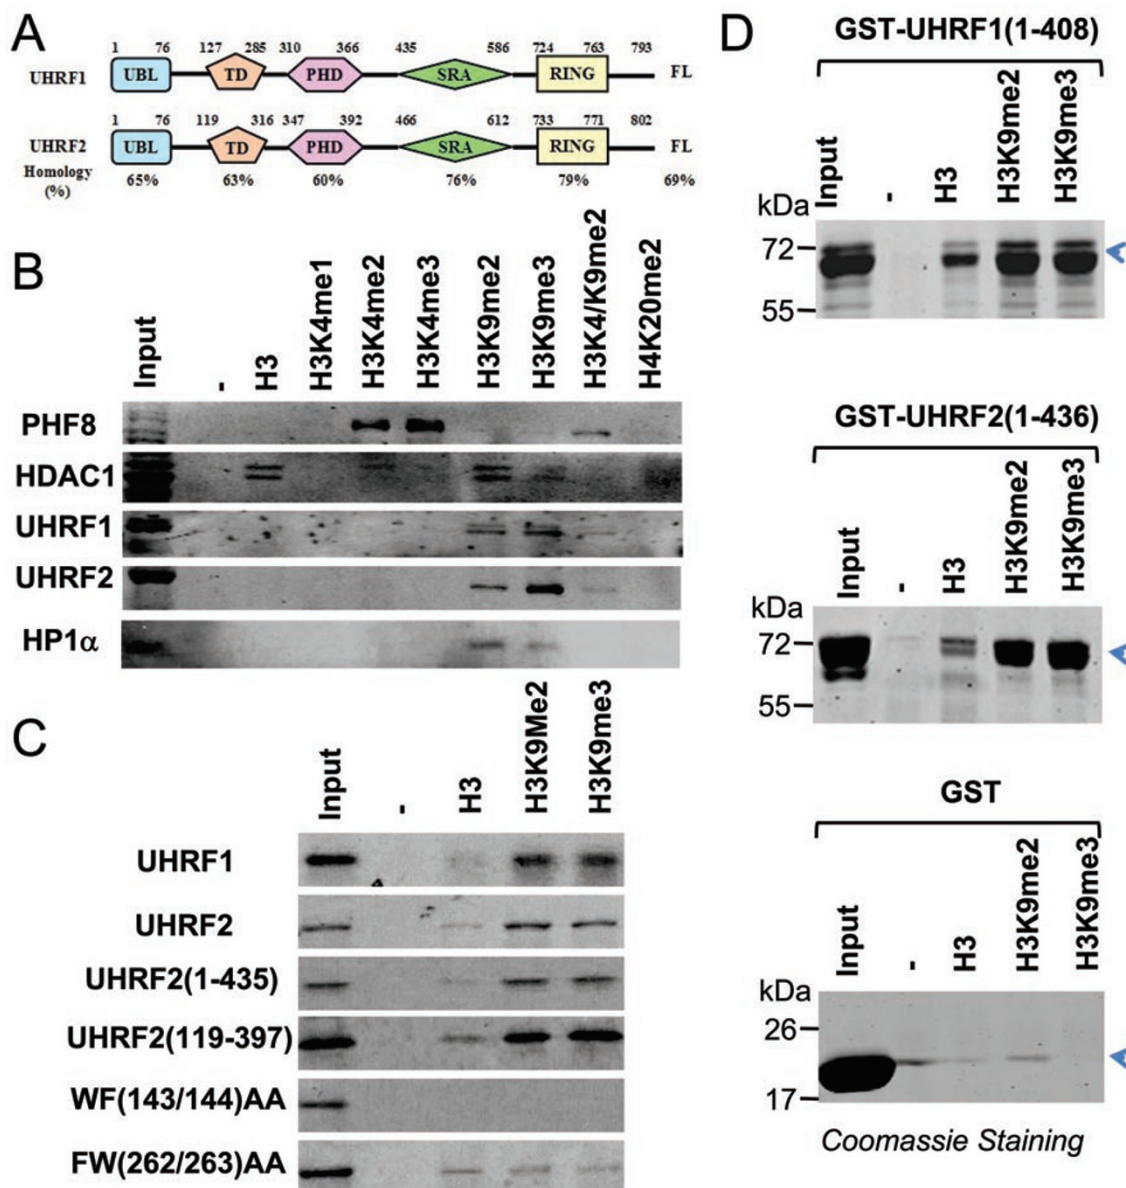 A
1 76 127 285 310 366 435 586 724 763 793
UHRF1 UBL TD PHD SRA RING FL
1 76 119 316 347 392 466 612 733 771 802
UHRF2 UBL TD PHD SRA RING FL
Homology
(%) 65% 63% 60% 76% 79% 69%
B
Input - H3 H3K4me1 H3K4me2 H3K4me3 H3K9me2 H3K9me3 H3K4/K9me2 H4K20me2
PHF8
HDAC1
UHRF1
UHRF2
HP1α
C
Input - H3 H3K9Me2 H3K9me3
UHRF1
UHRF2
UHRF2(1-435)
UHRF2(119-397)
WF(143/144)AA
FW(262/263)AA
D
GST-UHRF1(1-408)
Input - H3 H3K9me2 H3K9me3
kDa
72
55
GST-UHRF2(1-436)
Input - H3 H3K9me2 H3K9me3
kDa
72
55
GST
Input - H3 H3K9me2 H3K9me3
kDa
26
17
Coomassie Staining